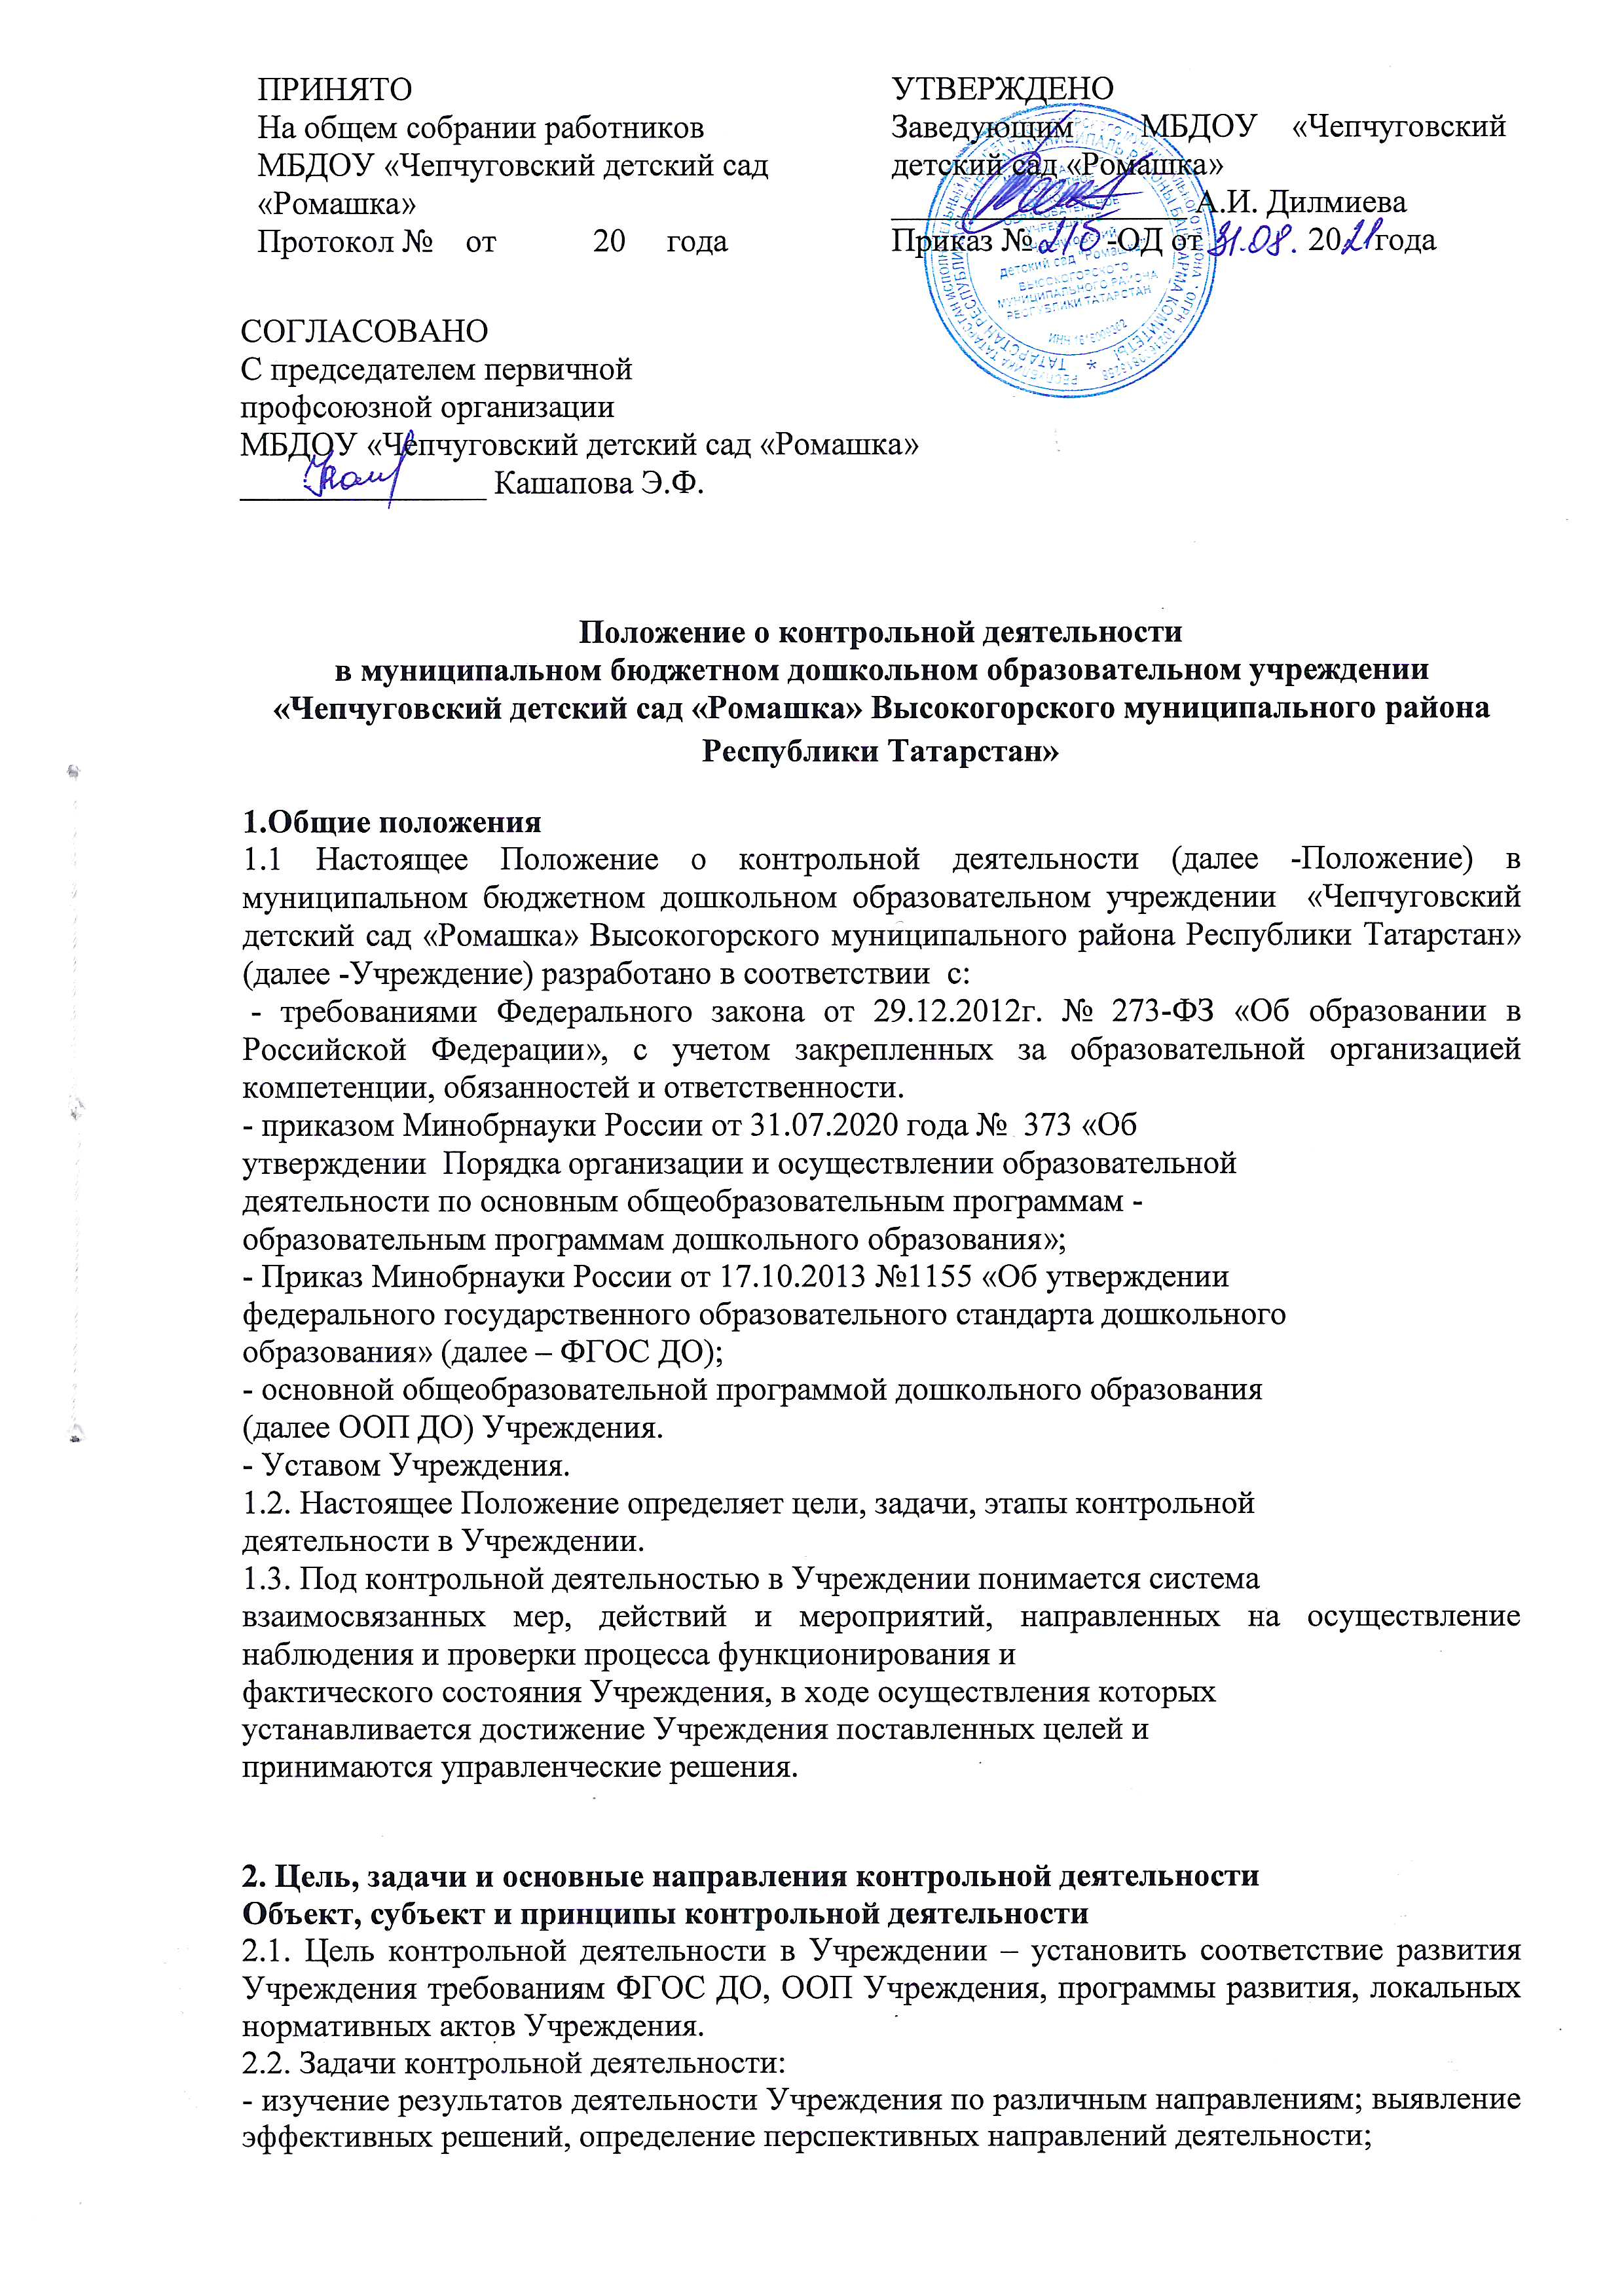 ПРИНЯТО
На общем собрании работников
МБДОУ «Чепчуговский детский сад
«Ромашка»
Протокол № от 20 года
УТВЕРЖДЕНО
Заведующим МБДОУ «Чепчуговский
детский сад «Ромашка»
А.И. Дилмиева
Приказ № 215-ОД от 31.08. 2021 года
СОГЛАСОВАНО
С председателем первичной
профсоюзной организации
МБДОУ «Чепчуговский детский сад «Ромашка»
Кашапова Э.Ф.
Положение о контрольной деятельности
в муниципальном бюджетном дошкольном образовательном учреждении
«Чепчуговский детский сад «Ромашка» Высокогорского муниципального района
Республики Татарстан»
1.Общие положения
1.1 Настоящее Положение о контрольной деятельности (далее -Положение) в
муниципальном бюджетном дошкольном образовательном учреждении «Чепчуговский
детский сад «Ромашка» Высокогорского муниципального района Республики Татарстан»
(далее -Учреждение) разработано в соответствии с:
- требованиями Федерального закона от 29.12.2012г. № 273-ФЗ «Об образовании в
Российской Федерации», с учетом закрепленных за образовательной организацией
компетенции, обязанностей и ответственности.
- приказом Минобрнауки России от 31.07.2020 года № 373 «Об
утверждении Порядка организации и осуществлении образовательной
деятельности по основным общеобразовательным программам -
образовательным программам дошкольного образования»;
- Приказ Минобрнауки России от 17.10.2013 №1155 «Об утверждении
федерального государственного образовательного стандарта дошкольного
образования» (далее – ФГОС ДО);
- основной общеобразовательной программой дошкольного образования
(далее ООП ДО) Учреждения.
- Уставом Учреждения.
1.2. Настоящее Положение определяет цели, задачи, этапы контрольной
деятельности в Учреждении.
1.3. Под контрольной деятельностью в Учреждении понимается система
взаимосвязанных мер, действий и мероприятий, направленных на осуществление
наблюдения и проверки процесса функционирования и
фактического состояния Учреждения, в ходе осуществления которых
устанавливается достижение Учреждения поставленных целей и
принимаются управленческие решения.
2. Цель, задачи и основные направления контрольной деятельности
Объект, субъект и принципы контрольной деятельности
2.1. Цель контрольной деятельности в Учреждении – установить соответствие развития
Учреждения требованиям ФГОС ДО, ООП Учреждения, программы развития, локальных
нормативных актов Учреждения.
2.2. Задачи контрольной деятельности:
- изучение результатов деятельности Учреждения по различным направлениям; выявление
эффективных решений, определение перспективных направлений деятельности;